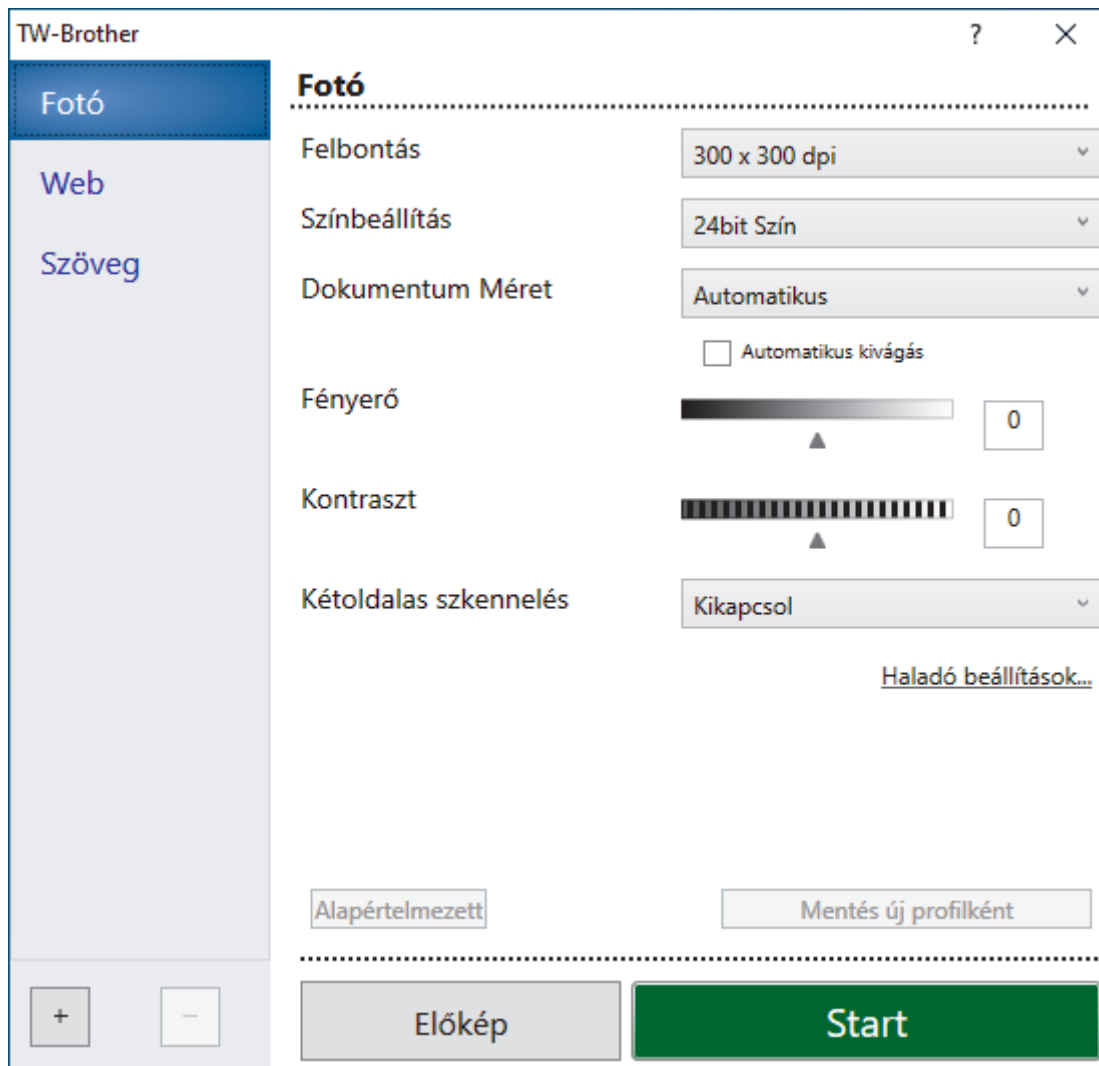 TW-Brother
?
Fotó
Web
Szöveg
Fotó
Felbontás
300 x 300 dpi
Színbeállítás
24bit Szín
Dokumentum Méret
Automatikus
Automatikus kivágás
Fényerő
0
Kontraszt
0
Kétoldalas szkennelés
Kikapcsol
Haladó beállítások...
Alapértelmezett
Mentés új profilként
+
−
Előkép
Start